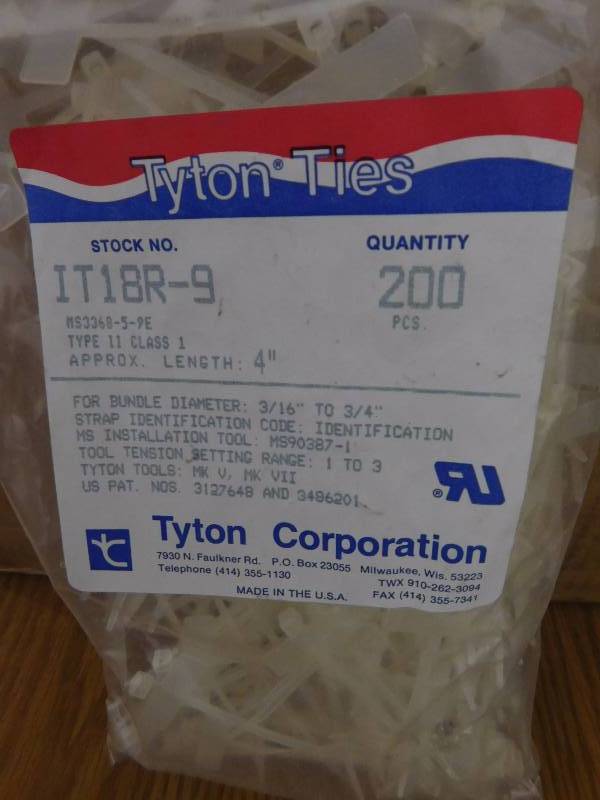 Tyton® Ties
STOCK NO.
QUANTITY
IT18R-9
200
MS3368-5-9E
PCS.
TYPE II CLASS 1
APPROX. LENGTH: 4"
FOR BUNDLE DIAMETER: 3/16" TO 3/4"
STRAP IDENTIFICATION CODE: IDENTIFICATION
MS INSTALLATION TOOL: MS90387-1
TOOL TENSION SETTING RANGE: 1 TO 3
TYTON TOOLS: MK V, MK VII
US PAT. NOS. 3127648 AND 3486201.
RU®
Tyton Corporation
7930 N. Faulkner Rd. P.O. Box 23055 Milwaukee, Wis. 53223
Telephone (414) 355-1130
TWX 910-262-3094
MADE IN THE U.S.A.
FAX (414) 355-7341